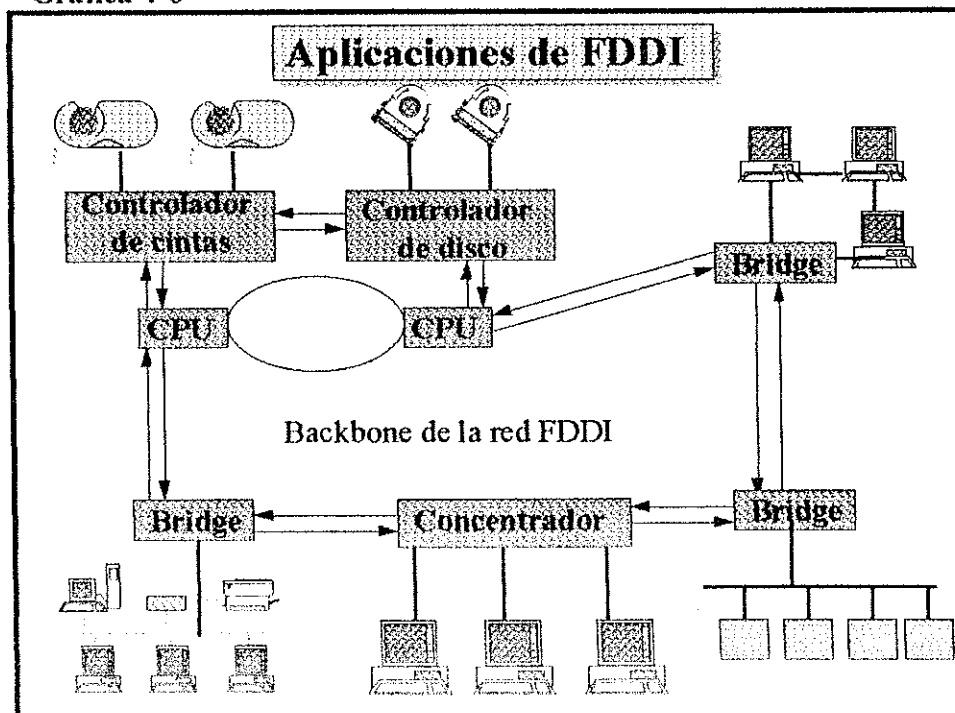 Aplicaciones de FDDI
Controlador
de cintas
Controlador
de disco
Bridge
CPU
CPU
Backbone de la red FDDI
Bridge
Concentrador
Bridge